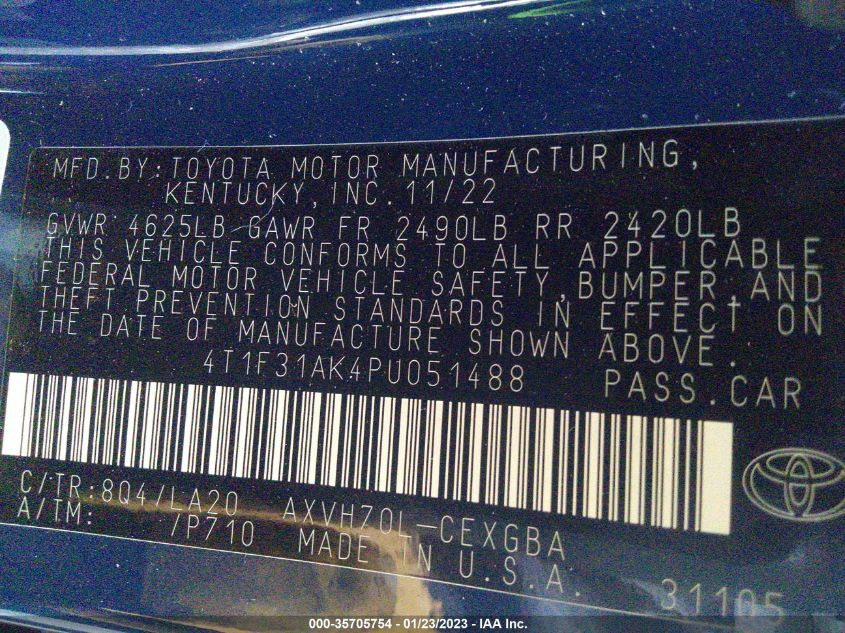 MFD.BY:TOYOTA MOTOR MANUFACTURING,
KENTUCKY,INC. 11/22
GVWR 4625LB GAWR FR 2490LB RR 2420LB
THIS VEHICLE CONFORMS TO ALL APPLICABLE
FEDERAL MOTOR VEHICLE SAFETY,BUMPER,AND
THEFT PREVENTION STANDARDS IN EFFECT ON
THE DATE OF MANUFACTURE SHOWN ABOVE.
4T1F31AK4PU051488 PASS.CAR
C/TR:8Q4/LA20 AXVH70L-CEXGBA
A/TM: /P710 MADE IN U.S.A.
31105
000-35705754 - 01/23/2023 - IAA Inc.